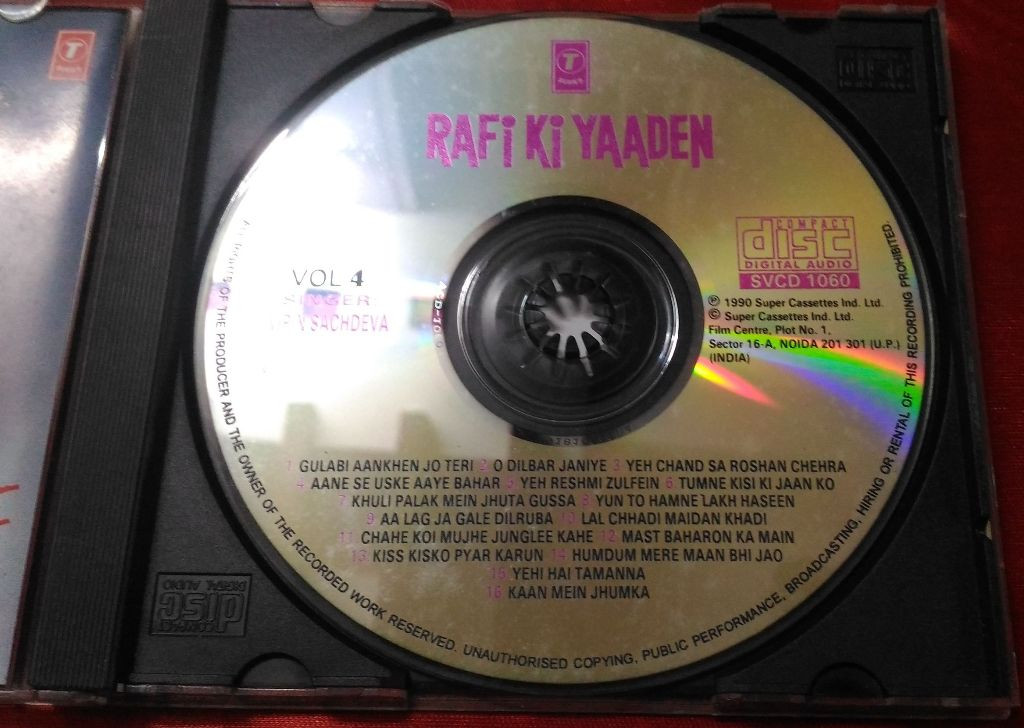 T
RAFi Ki YAADEN
VOL 4
SINGER:
VIPIN SACHDEVA
COMPACT
disc
DIGITAL AUDIO
SVCD 1060
℗ 1990 Super Cassettes Ind. Ltd.
© Super Cassettes Ind. Ltd.
Film Centre, Plot No. 1,
Sector 16-A, NOIDA 201 301 (U.P.)
(INDIA)
1 GULABI AANKHEN JO TERI 2 O DILBAR JANIYE 3 YEH CHAND SA ROSHAN CHEHRA
4 AANE SE USKE AAYE BAHAR 5 YEH RESHMI ZULFEIN 6 TUMNE KISI KI JAAN KO
7 KHULI PALAK MEIN JHUTA GUSSA 8 YUN TO HAMNE LAKH HASEEN
9 AA LAG JA GALE DILRUBA 10 LAL CHHADI MAIDAN KHADI
11 CHAHE KOI MUJHE JUNGLEE KAHE 12 MAST BAHARON KA MAIN
13 KISS KISKO PYAR KARUN 14 HUMDUM MERE MAAN BHI JAO
15 YEHI HAI TAMANNA
16 KAAN MEIN JHUMKA
OF THE PRODUCER AND THE OWNER OF THE RECORDED WORK RESERVED. UNAUTHORISED COPYING, PUBLIC PERFORMANCE, BROADCASTING, HIRING OR RENTAL OF THIS RECORDING PROHIBITED.
COMPACT
disc
DIGITAL AUDIO